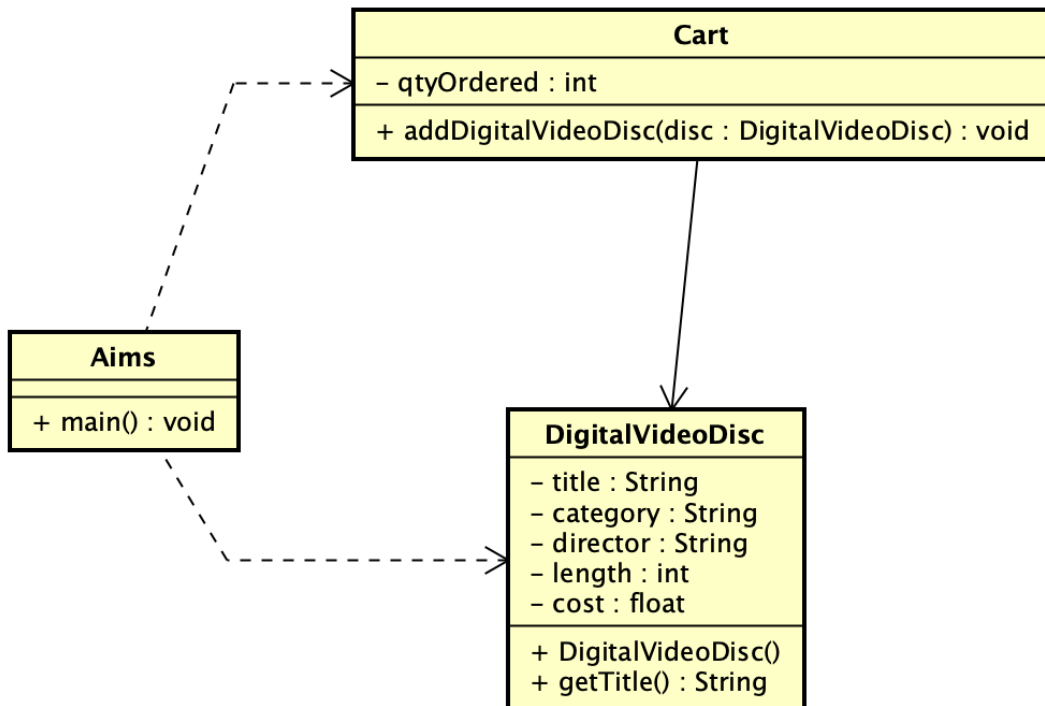 Cart
– qtyOrdered : int
+ addDigitalVideoDisc(disc : DigitalVideoDisc) : void
Aims
+ main() : void
DigitalVideoDisc
– title : String
– category : String
– director : String
– length : int
– cost : float
+ DigitalVideoDisc()
+ getTitle() : String